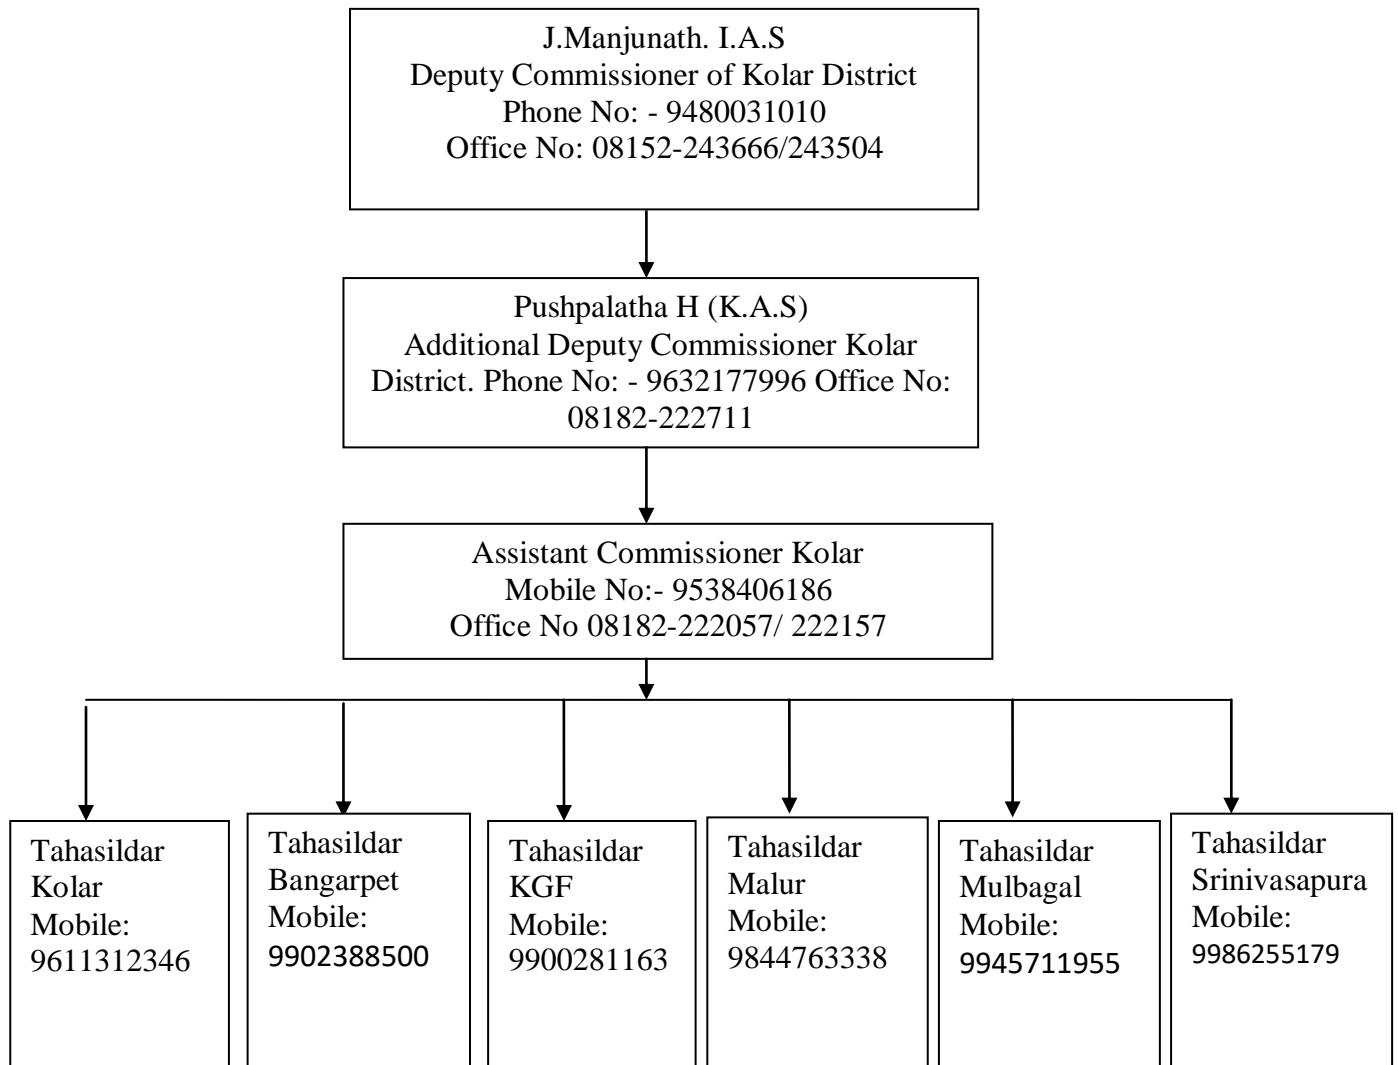 J.Manjunath. I.A.S
Deputy Commissioner of Kolar District
Phone No: - 9480031010
Office No: 08152-243666/243504
Pushpalatha H (K.A.S)
Additional Deputy Commissioner Kolar
District. Phone No: - 9632177996 Office No:
08182-222711
Assistant Commissioner Kolar
Mobile No:- 9538406186
Office No 08182-222057/ 222157
Tahasildar
Kolar
Mobile:
9611312346
Tahasildar
Bangarpet
Mobile:
9902388500
Tahasildar
KGF
Mobile:
9900281163
Tahasildar
Malur
Mobile:
9844763338
Tahasildar
Mulbagal
Mobile:
9945711955
Tahasildar
Srinivasapura
Mobile:
9986255179